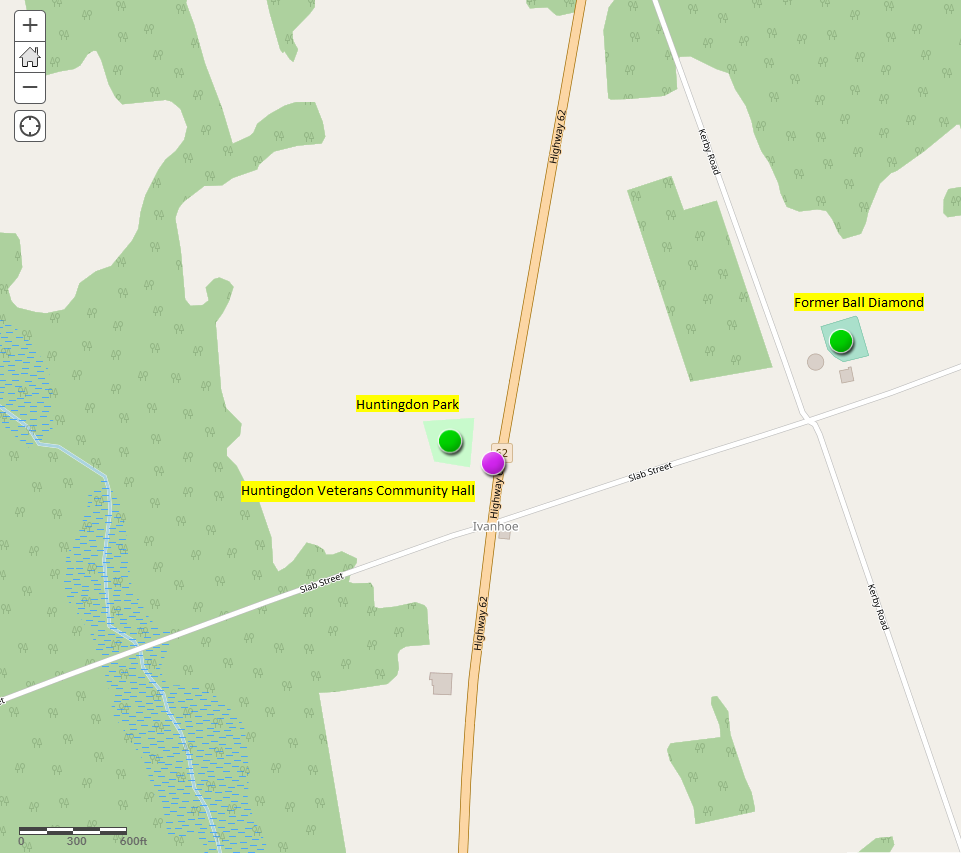 +
−
Highway 62
Kerby Road
Former Ball Diamond
Huntingdon Park
62
Slab Street
Huntingdon Veterans Community Hall
Highway
Ivanhoe
Slab Street
Highway 62
Kerby Road
0 300 600ft